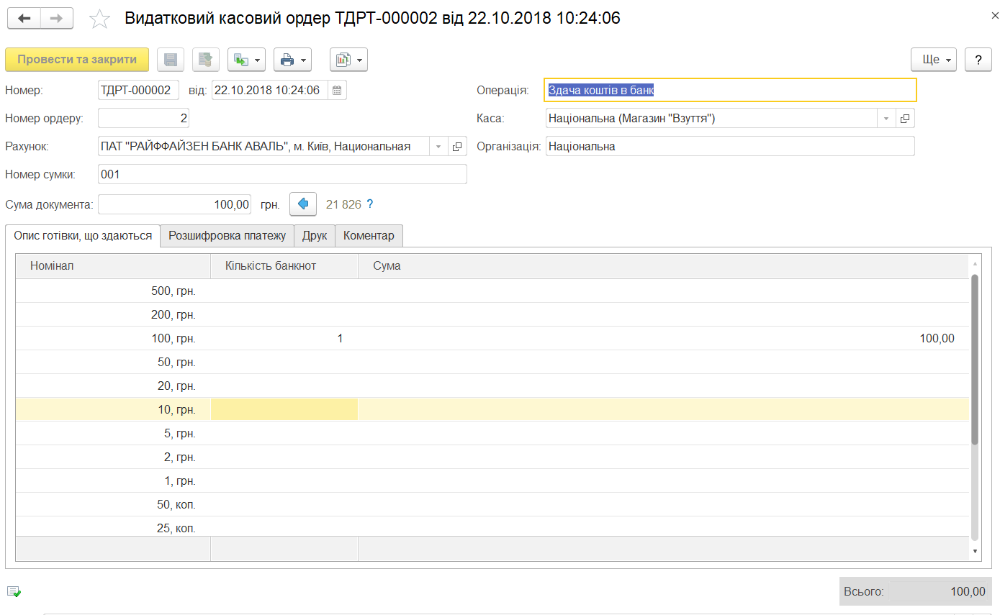 Видатковий касовий ордер ТДРТ-000002 від 22.10.2018 10:24:06
Провести та закрити
Ще
?
Номер: ТДРТ-000002 від: 22.10.2018 10:24:06
Операція: Здача коштів в банк
Номер ордеру: 2
Каса: Національна (Магазин "Взуття")
Рахунок: ПАТ "РАЙФФАЙЗЕН БАНК АВАЛЬ", м. Київ, Национальная
Організація: Національна
Номер сумки: 001
Сума документа: 100,00 грн. 21 826 ?
Опис готівки, що здаються Розшифровка платежу Друк Коментар
Номінал Кількість банкнот Сума
500, грн.
200, грн.
100, грн. 1 100,00
50, грн.
20, грн.
10, грн.
5, грн.
2, грн.
1, грн.
50, коп.
25, коп.
Всього: 100,00